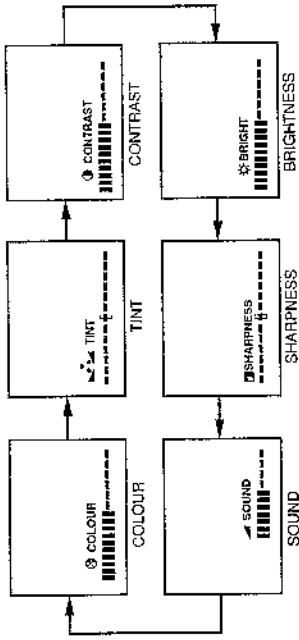 COLOUR
COLOUR
TINT
TINT
CONTRAST
CONTRAST
SOUND
SOUND
SHARPNESS
SHARPNESS
BRIGHT
BRIGHTNESS